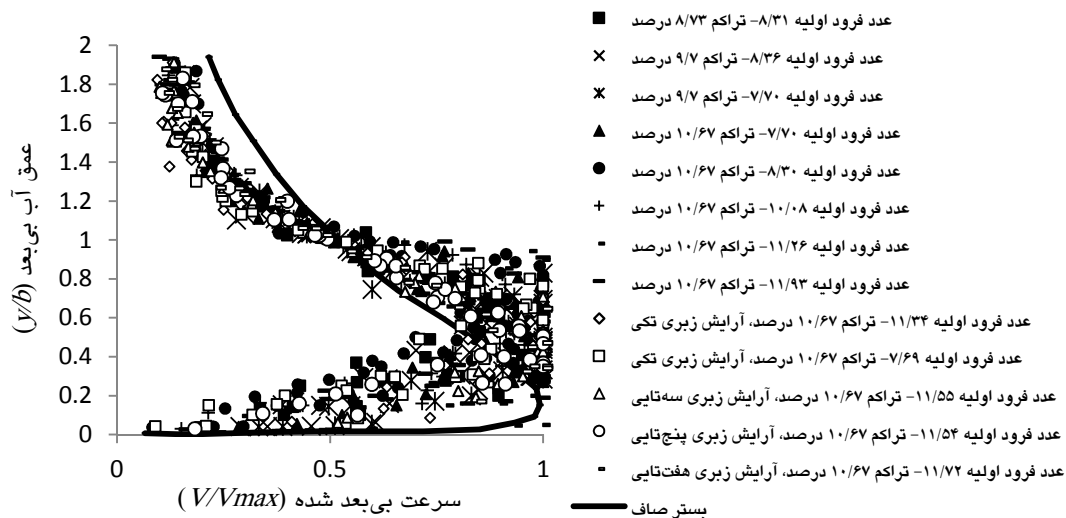 عمق آب بی‌بعد (y/b)
2
1.8
1.6
1.4
1.2
1
0.8
0.6
0.4
0.2
0
0
0.5
1
سرعت بی‌بعد شده (V/Vmax)
عدد فرود اولیه ۸/۳۱- تراکم ۸/۷۳ درصد
عدد فرود اولیه ۸/۳۶- تراکم ۹/۷ درصد
عدد فرود اولیه ۷/۷۰- تراکم ۹/۷ درصد
عدد فرود اولیه ۷/۷۰- تراکم ۱۰/۶۷ درصد
عدد فرود اولیه ۸/۳۰- تراکم ۱۰/۶۷ درصد
عدد فرود اولیه ۱۰/۰۸- تراکم ۱۰/۶۷ درصد
عدد فرود اولیه ۱۱/۲۶- تراکم ۱۰/۶۷ درصد
عدد فرود اولیه ۱۱/۹۳- تراکم ۱۰/۶۷ درصد
عدد فرود اولیه ۱۱/۳۴- تراکم ۱۰/۶۷ درصد، آرایش زبری تکی
عدد فرود اولیه ۷/۶۹- تراکم ۱۰/۶۷ درصد، آرایش زبری تکی
عدد فرود اولیه ۱۱/۵۵- تراکم ۱۰/۶۷ درصد، آرایش زبری سه‌تایی
عدد فرود اولیه ۱۱/۵۴- تراکم ۱۰/۶۷ درصد، آرایش زبری پنج‌تایی
عدد فرود اولیه ۱۱/۷۲- تراکم ۱۰/۶۷ درصد، آرایش زبری هفت‌تایی
بستر صاف